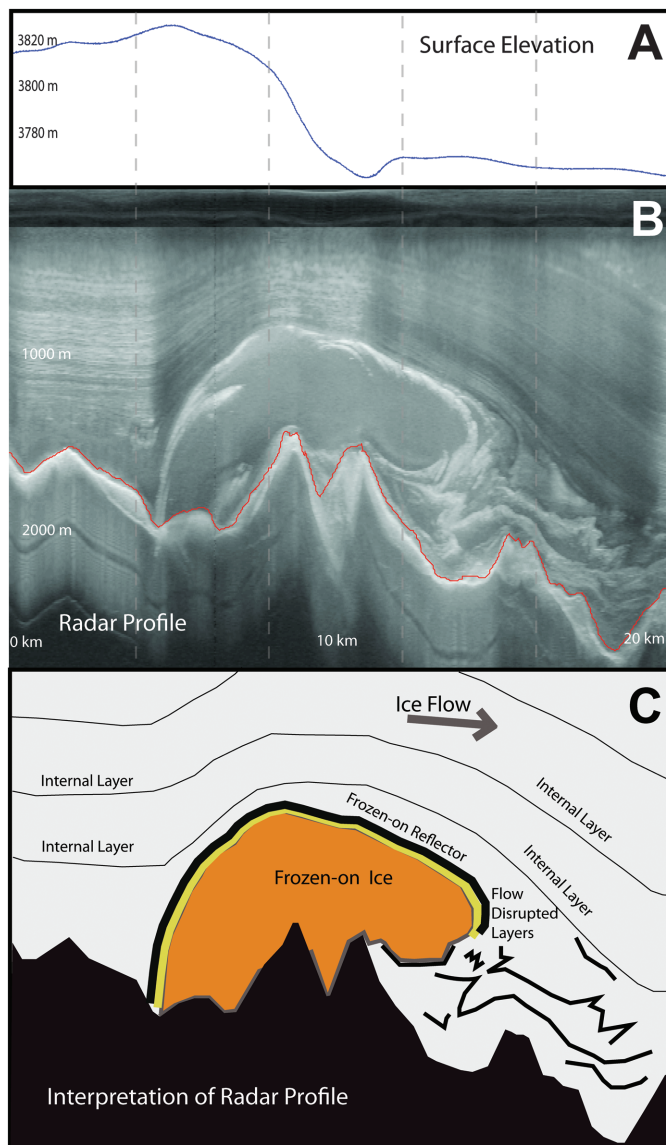 3820 m
Surface Elevation
A
3800 m
3780 m
B
1000 m
2000 m
Radar Profile
0 km
10 km
20 km
C
Ice Flow
Internal Layer
Internal Layer
Frozen-on Reflector
Internal Layer
Internal Layer
Frozen-on Ice
Flow
Disrupted
Layers
Interpretation of Radar Profile